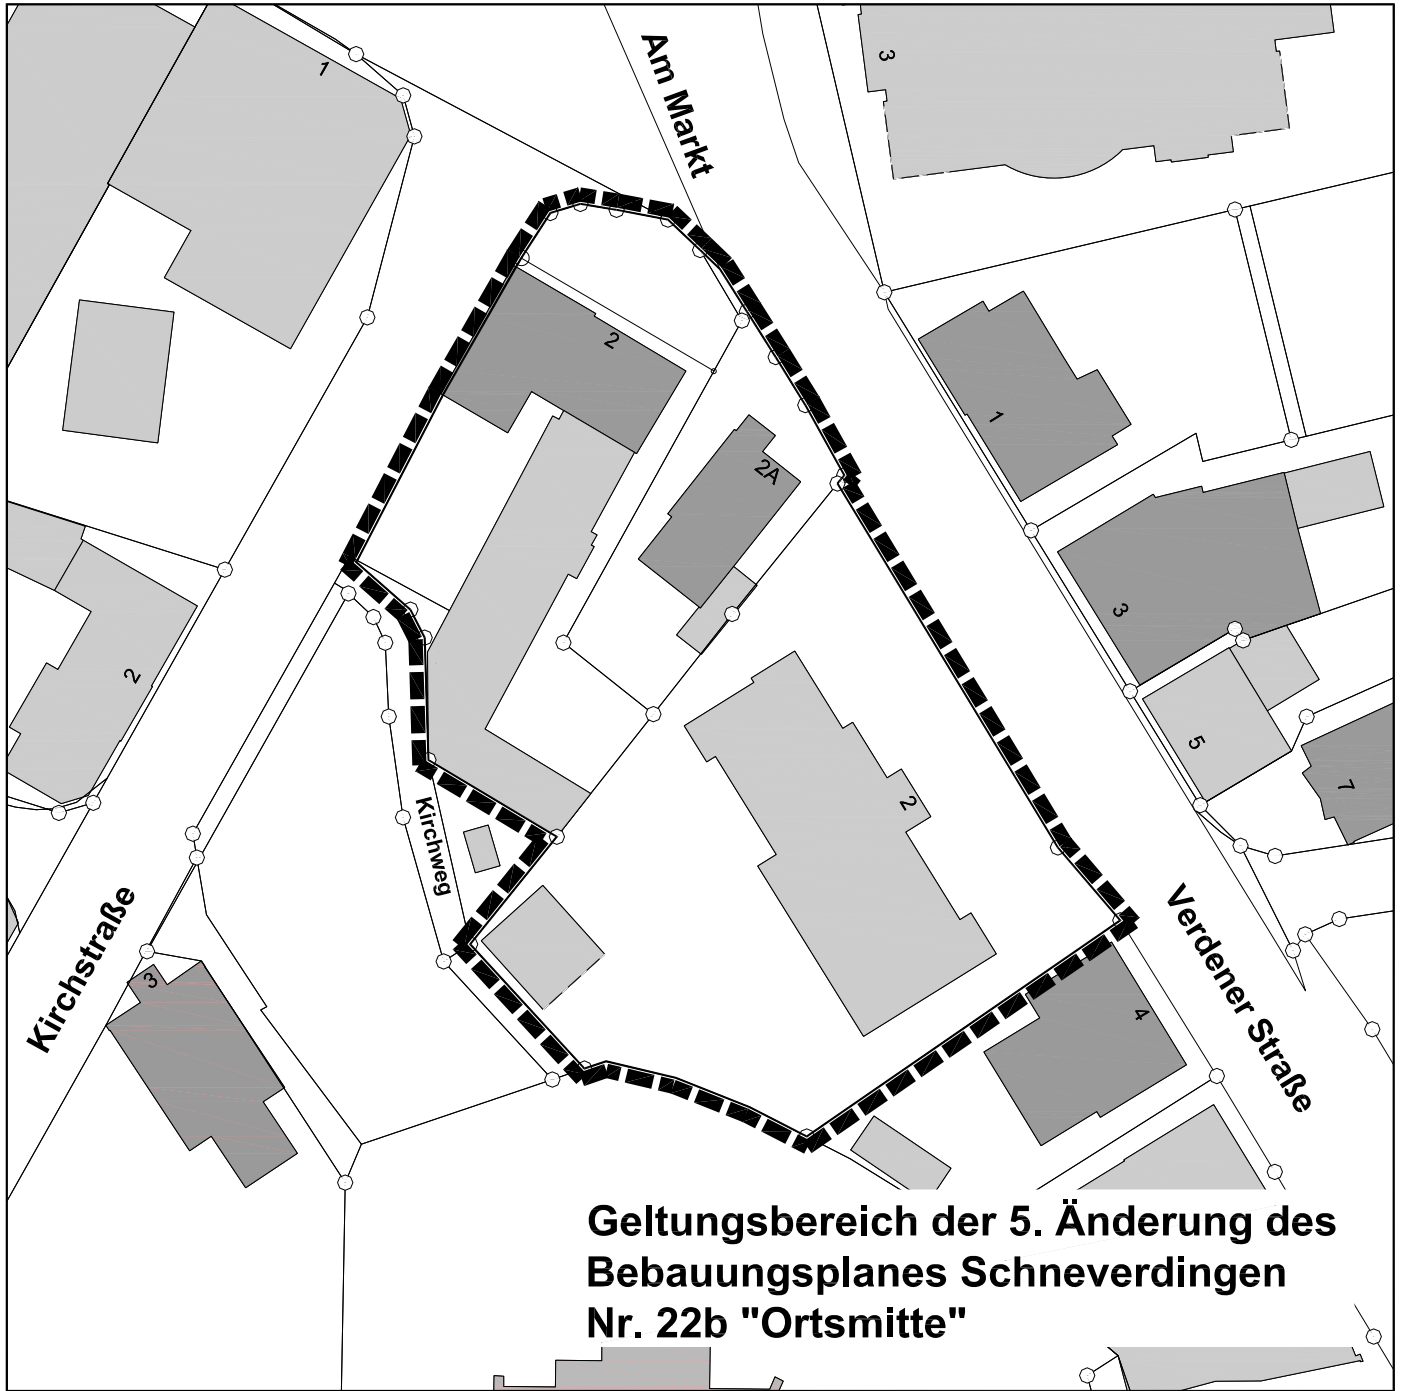 1
Am Markt
3
2
1
2A
3
2
5
7
2
Kirchweg
Kirchstraße
3
4
Verdener Straße
Geltungsbereich der 5. Änderung des
Bebauungsplanes Schneverdingen
Nr. 22b "Ortsmitte"